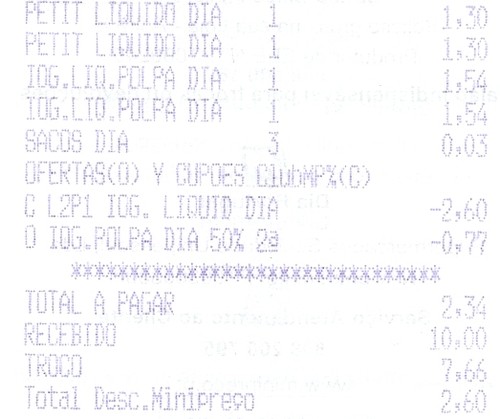 PETIT LIQUIDO DIA 1 1,30
PETIT LIQUIDO DIA 1 1,30
IOG.LIQ.POLPA DIA 1 1,54
IOG.LIQ.POLPA DIA 1 1,54
SACOS DIA 3 0,03
OFERTAS(O) Y CUPOES ClubMP%(C)
C L2P1 IOG. LIQUID DIA -2,60
O IOG.POLPA DIA 50% 2ª -0,77
*******************************
TOTAL A PAGAR 2,34
RECEBIDO 10,00
TROCO 7,66
Total Desc.Minipreço 2,60